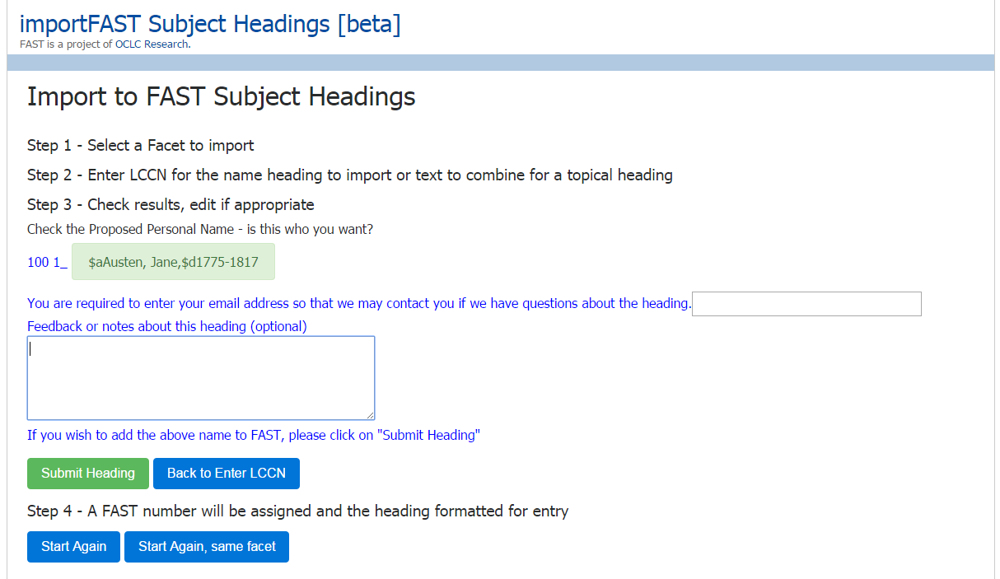 importFAST Subject Headings [beta]
FAST is a project of OCLC Research.
Import to FAST Subject Headings
Step 1 - Select a Facet to import
Step 2 - Enter LCCN for the name heading to import or text to combine for a topical heading
Step 3 - Check results, edit if appropriate
Check the Proposed Personal Name - is this who you want?
100 1_ $aAusten, Jane,$d1775-1817
You are required to enter your email address so that we may contact you if we have questions about the heading.
Feedback or notes about this heading (optional)
If you wish to add the above name to FAST, please click on "Submit Heading"
Submit Heading Back to Enter LCCN
Step 4 - A FAST number will be assigned and the heading formatted for entry
Start Again Start Again, same facet